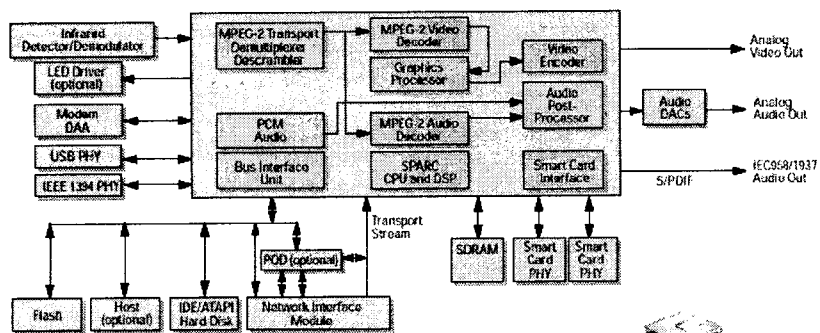 Infrared
Detector/Demodulator
LED Driver
(optional)
Modem
DAA
USB PHY
IEEE 1394 PHY
MPEG-2 Transport
Demultiplexer
Descrambler
MPEG-2 Video
Decoder
Graphics
Processor
Video
Encoder
PCM
Audio
MPEG-2 Audio
Decoder
Audio
Post-
Processor
Bus Interface
Unit
SPARC
CPU and DSP
Smart Card
Interface
Analog
Video Out
Audio
DACs
Analog
Audio Out
S/PDIF
IEC958/1937
Audio Out
Transport
Stream
POD (optional)
SDRAM
Smart
Card
PHY
Smart
Card
PHY
Flash
Host
(optional)
IDE/ATAPI
Hard Disk
Network Interface
Module